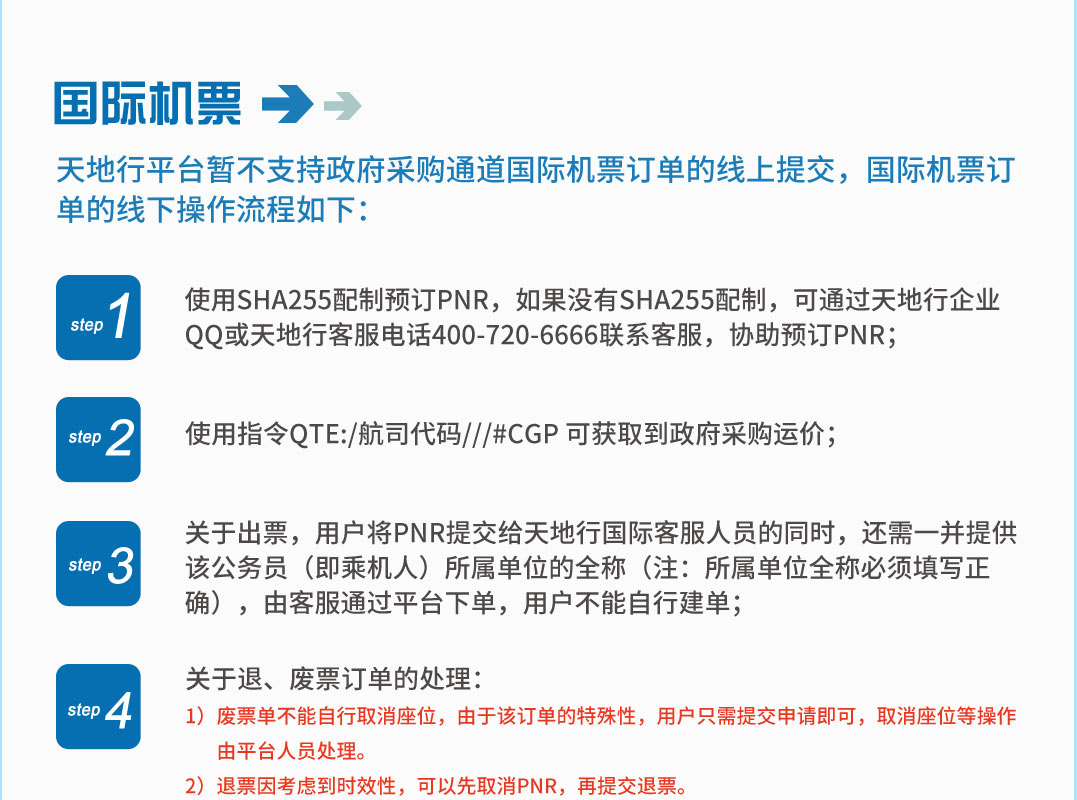 国际机票
天地行平台暂不支持政府采购通道国际机票订单的线上提交，国际机票订
单的线下操作流程如下：
step 1
使用SHA255配制预订PNR，如果没有SHA255配制，可通过天地行企业
QQ或天地行客服电话400-720-6666联系客服，协助预订PNR；
step 2
使用指令QTE:/航司代码///#CGP 可获取到政府采购运价；
step 3
关于出票，用户将PNR提交给天地行国际客服人员的同时，还需一并提供
该公务员（即乘机人）所属单位的全称（注：所属单位全称必须填写正
确），由客服通过平台下单，用户不能自行建单；
step 4
关于退、废票订单的处理：
1）废票单不能自行取消座位，由于该订单的特殊性，用户只需提交申请即可，取消座位等操作
由平台人员处理。
2）退票因考虑到时效性，可以先取消PNR，再提交退票。